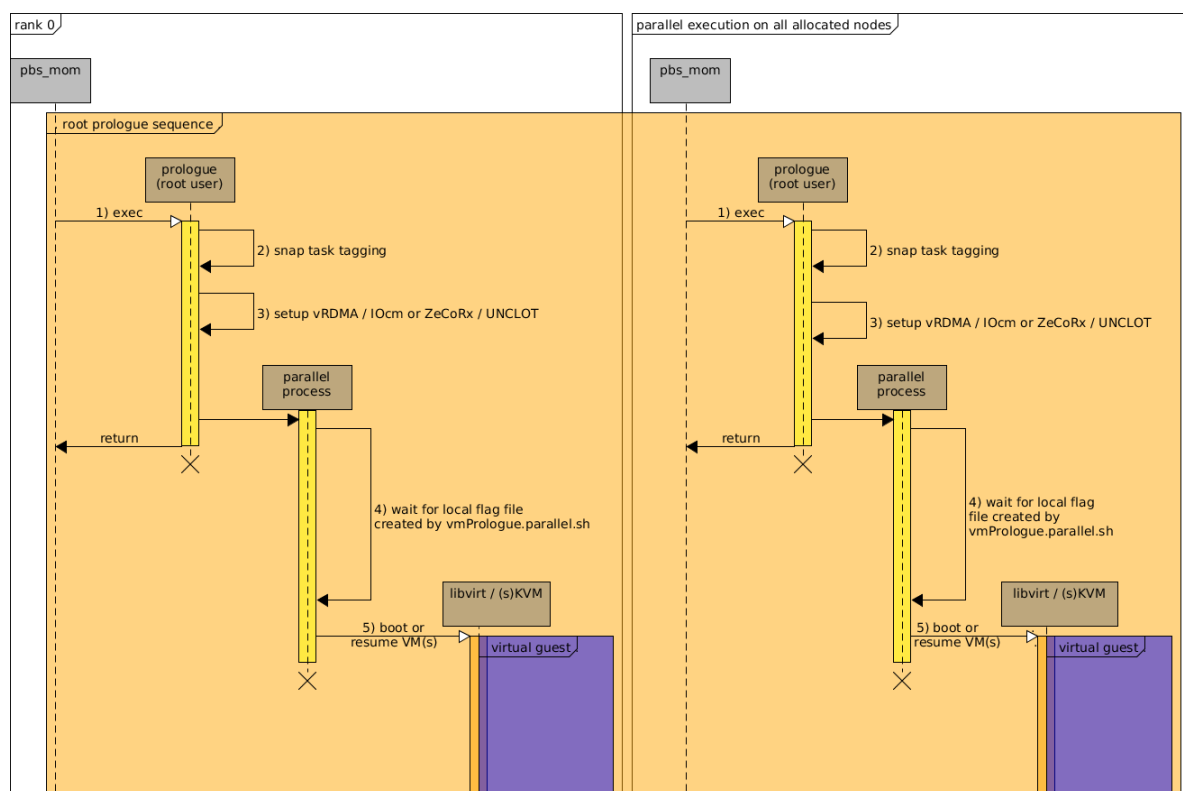 rank 0
parallel execution on all allocated nodes
pbs_mom
pbs_mom
root prologue sequence
prologue
(root user)
prologue
(root user)
1) exec
1) exec
2) snap task tagging
2) snap task tagging
3) setup vRDMA / IOcm or ZeCoRx / UNCLOT
3) setup vRDMA / IOcm or ZeCoRx / UNCLOT
parallel
process
parallel
process
return
return
4) wait for local flag file
created by vmPrologue.parallel.sh
4) wait for local flag
file created by
vmPrologue.parallel.sh
libvirt / (s)KVM
libvirt / (s)KVM
5) boot or
resume VM(s)
5) boot or
resume VM(s)
virtual guest
virtual guest